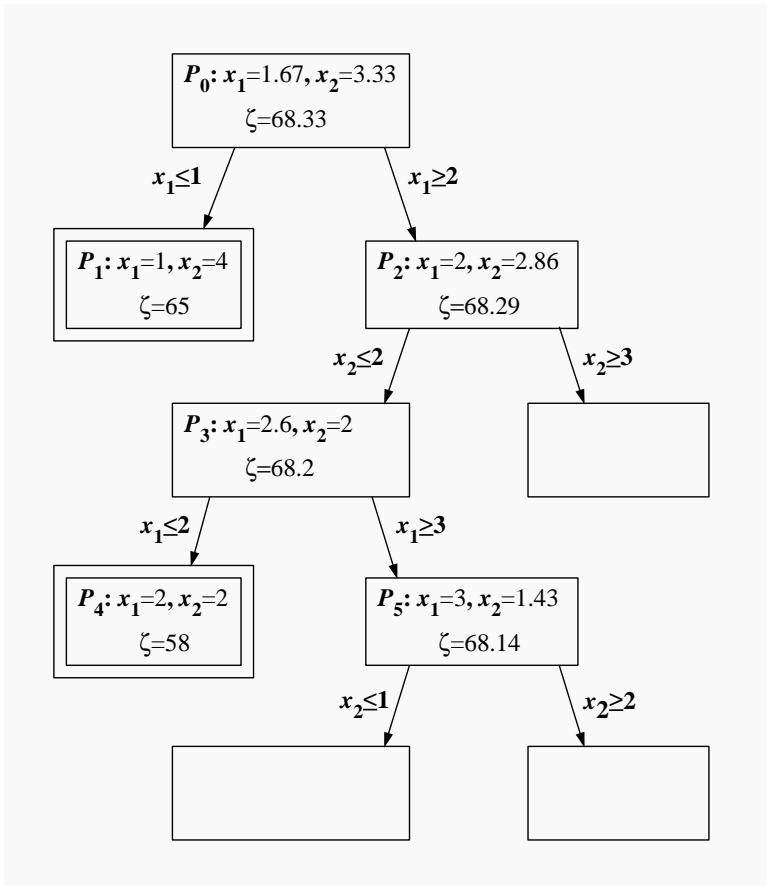 P0: x1=1.67, x2=3.33
ζ=68.33
x1≤1
x1≥2
P1: x1=1, x2=4
ζ=65
P2: x1=2, x2=2.86
ζ=68.29
x2≤2
x2≥3
P3: x1=2.6, x2=2
ζ=68.2
x1≤2
x1≥3
P4: x1=2, x2=2
ζ=58
P5: x1=3, x2=1.43
ζ=68.14
x2≤1
x2≥2